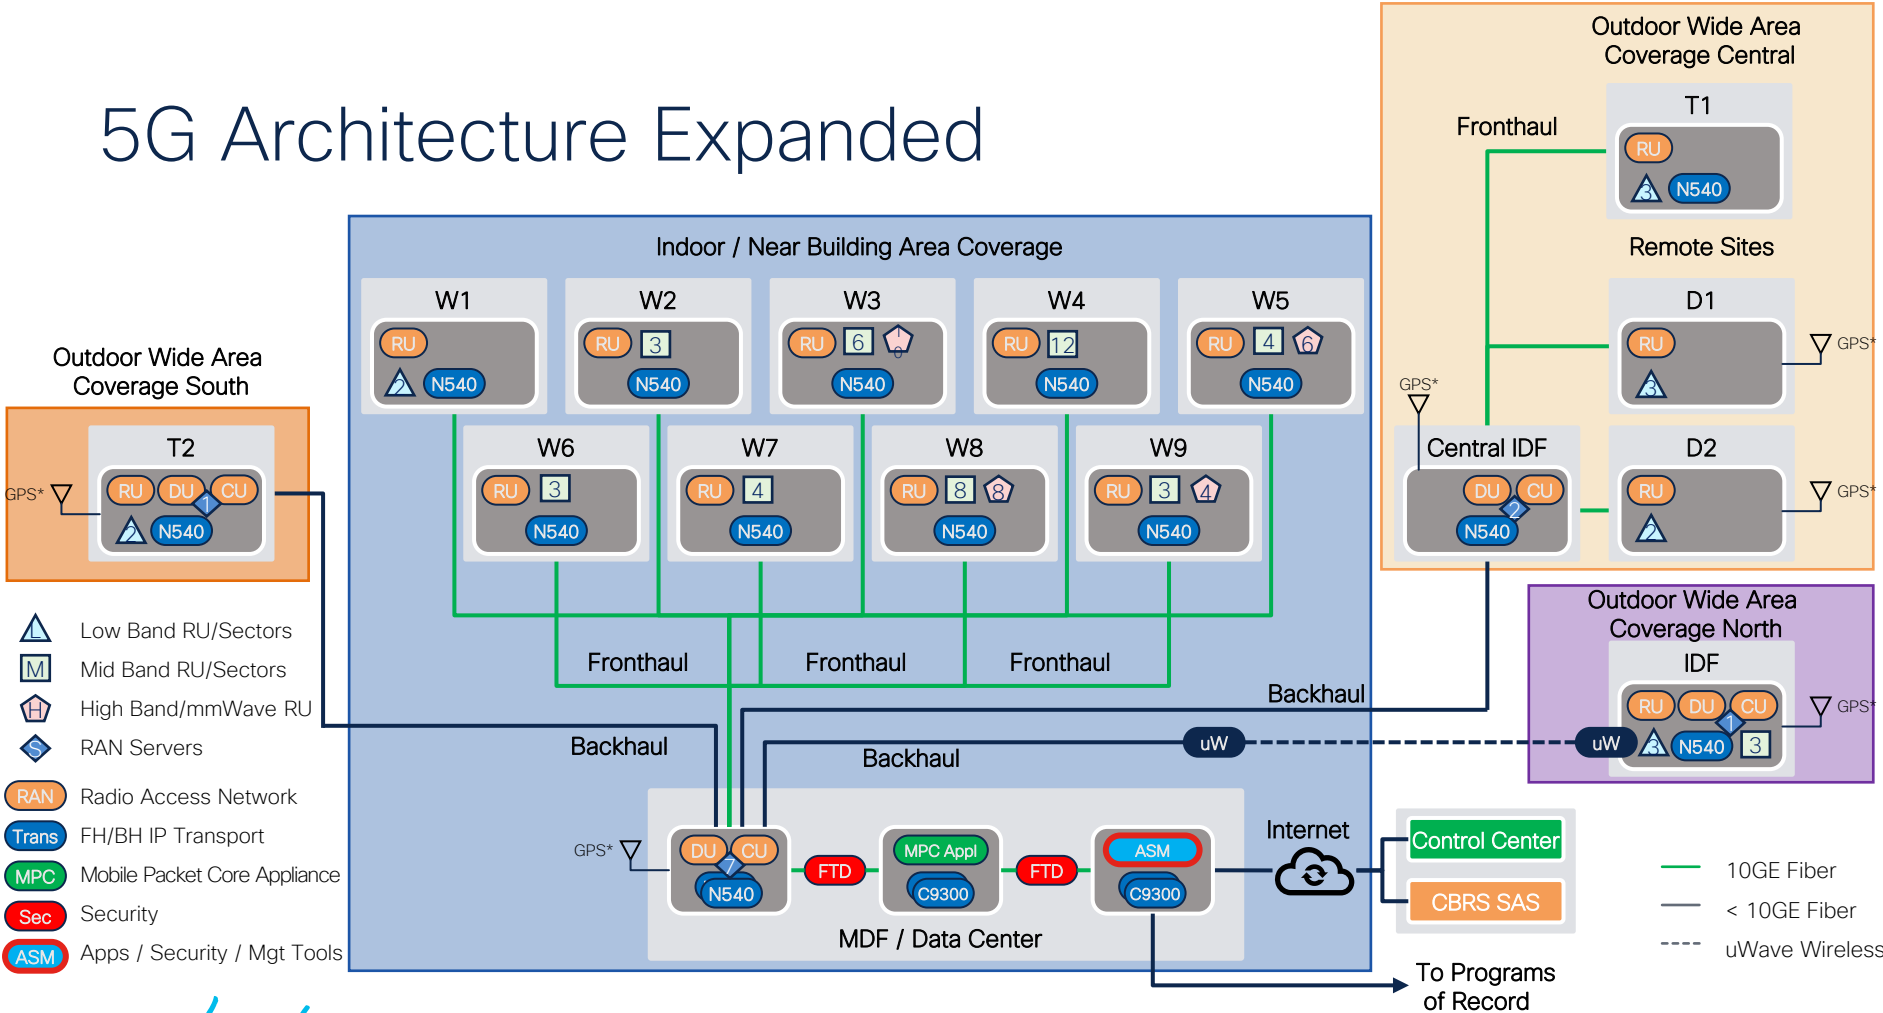 5G Architecture Expanded
Outdoor Wide Area
Coverage Central
T1
Fronthaul
RU
3
N540
Remote Sites
D1
RU
3
GPS*
GPS*
Central IDF
DU
CU
2
N540
D2
RU
2
GPS*
Indoor / Near Building Area Coverage
W1
RU
2
N540
W2
RU
3
N540
W3
RU
6
10
N540
W4
RU
12
N540
W5
RU
4
6
N540
W6
RU
3
N540
W7
RU
4
N540
W8
RU
8
8
N540
W9
RU
3
4
N540
Fronthaul
Fronthaul
Fronthaul
Outdoor Wide Area
Coverage South
T2
GPS*
RU
DU
CU
1
2
N540
Outdoor Wide Area
Coverage North
IDF
RU
DU
CU
1
uW
3
N540
3
GPS*
Backhaul
Backhaul
Backhaul
uW
GPS*
DU
CU
7
N540
FTD
MPC Appl
C9300
FTD
ASM
C9300
MDF / Data Center
Internet
Control Center
CBRS SAS
To Programs
of Record
L Low Band RU/Sectors
M Mid Band RU/Sectors
H High Band/mmWave RU
S RAN Servers
RAN Radio Access Network
Trans FH/BH IP Transport
MPC Mobile Packet Core Appliance
Sec Security
ASM Apps / Security / Mgt Tools
10GE Fiber
< 10GE Fiber
uWave Wireless